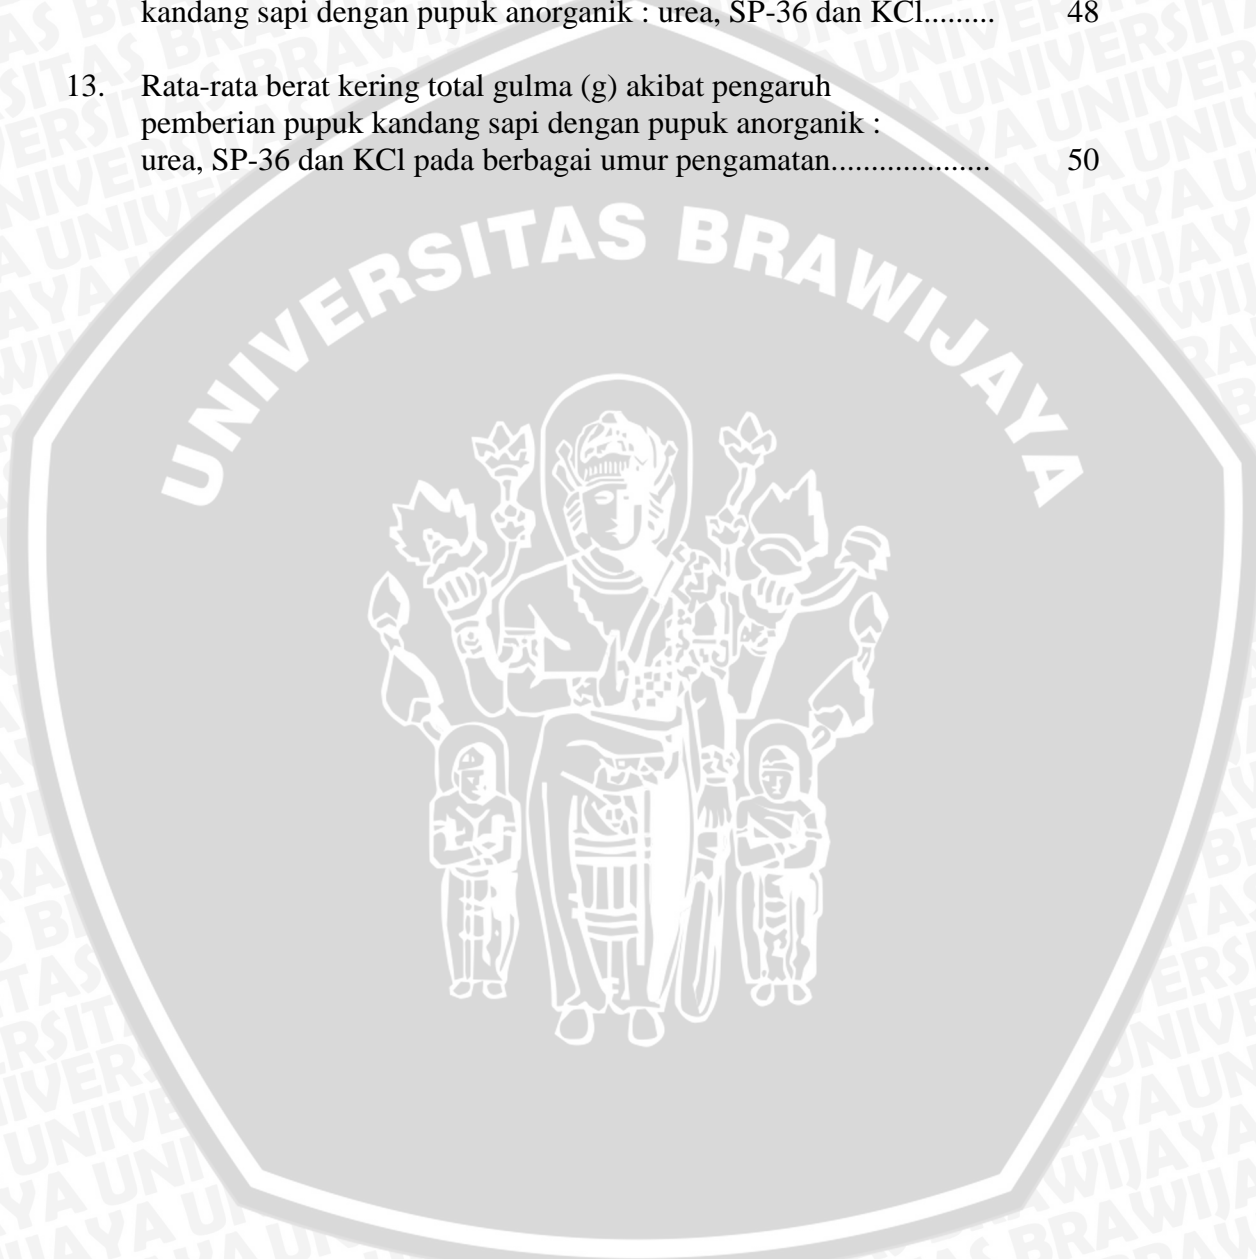 kandang sapi dengan pupuk anorganik : urea, SP-36 dan KCl......... 48
13. Rata-rata berat kering total gulma (g) akibat pengaruh
pemberian pupuk kandang sapi dengan pupuk anorganik :
urea, SP-36 dan KCl pada berbagai umur pengamatan.................... 50
UNIVERSITAS BRAWIJAYA